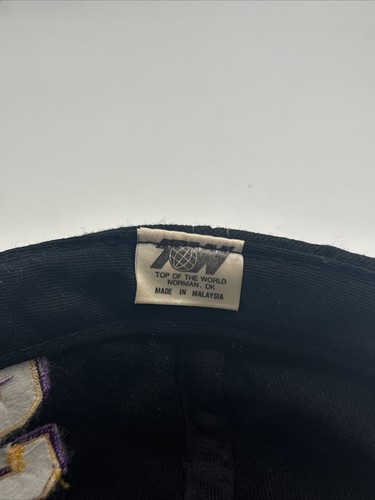 TOW
TOP OF THE WORLD
NORMAN, OK
MADE IN MALAYSIA